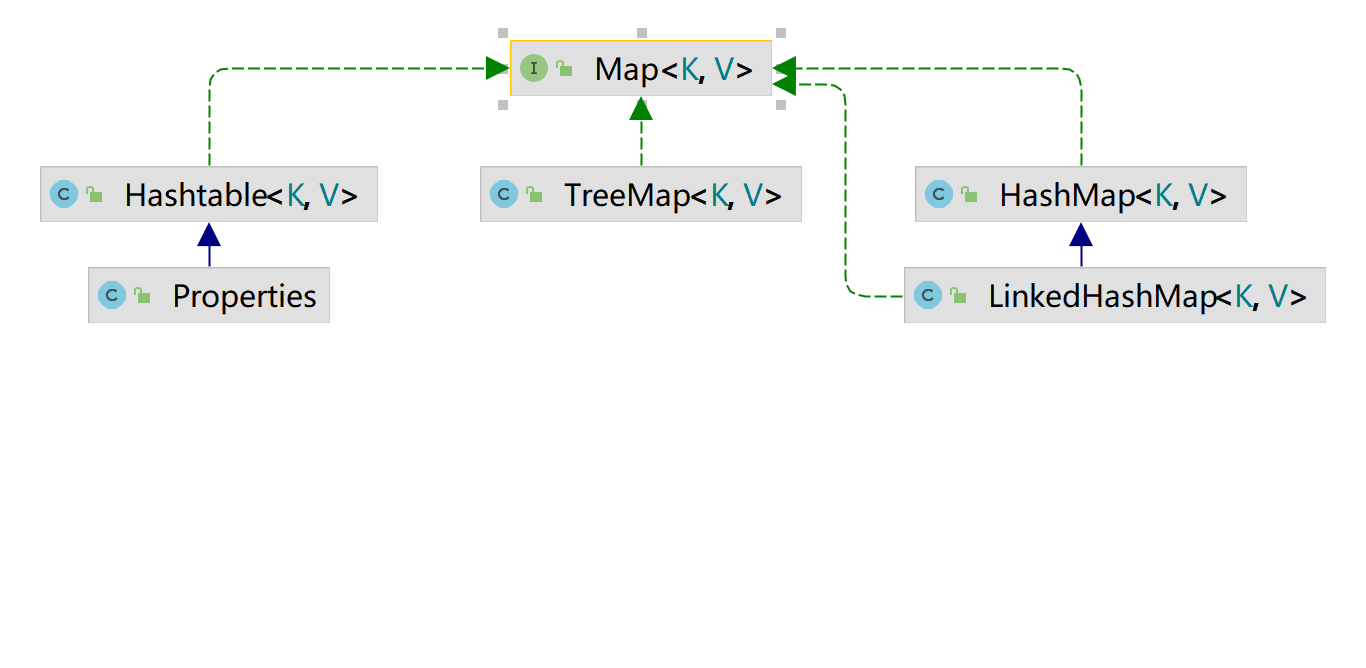 I Map<K, V>
C Hashtable<K, V>
C TreeMap<K, V>
C HashMap<K, V>
C Properties
C LinkedHashMap<K, V>